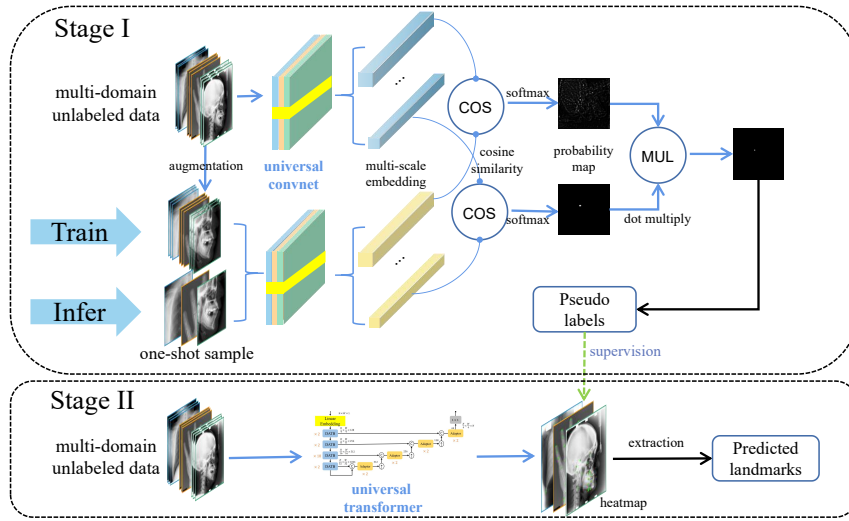 Stage I
multi-domain
unlabeled data
augmentation
universal
convnet
multi-scale
embedding
COS
softmax
cosine
similarity
probability
map
MUL
COS
softmax
dot multiply
Train
Infer
one-shot sample
Pseudo
labels
supervision
Stage II
multi-domain
unlabeled data
Linear
Embedding
universal
transformer
heatmap
extraction
Predicted
landmarks